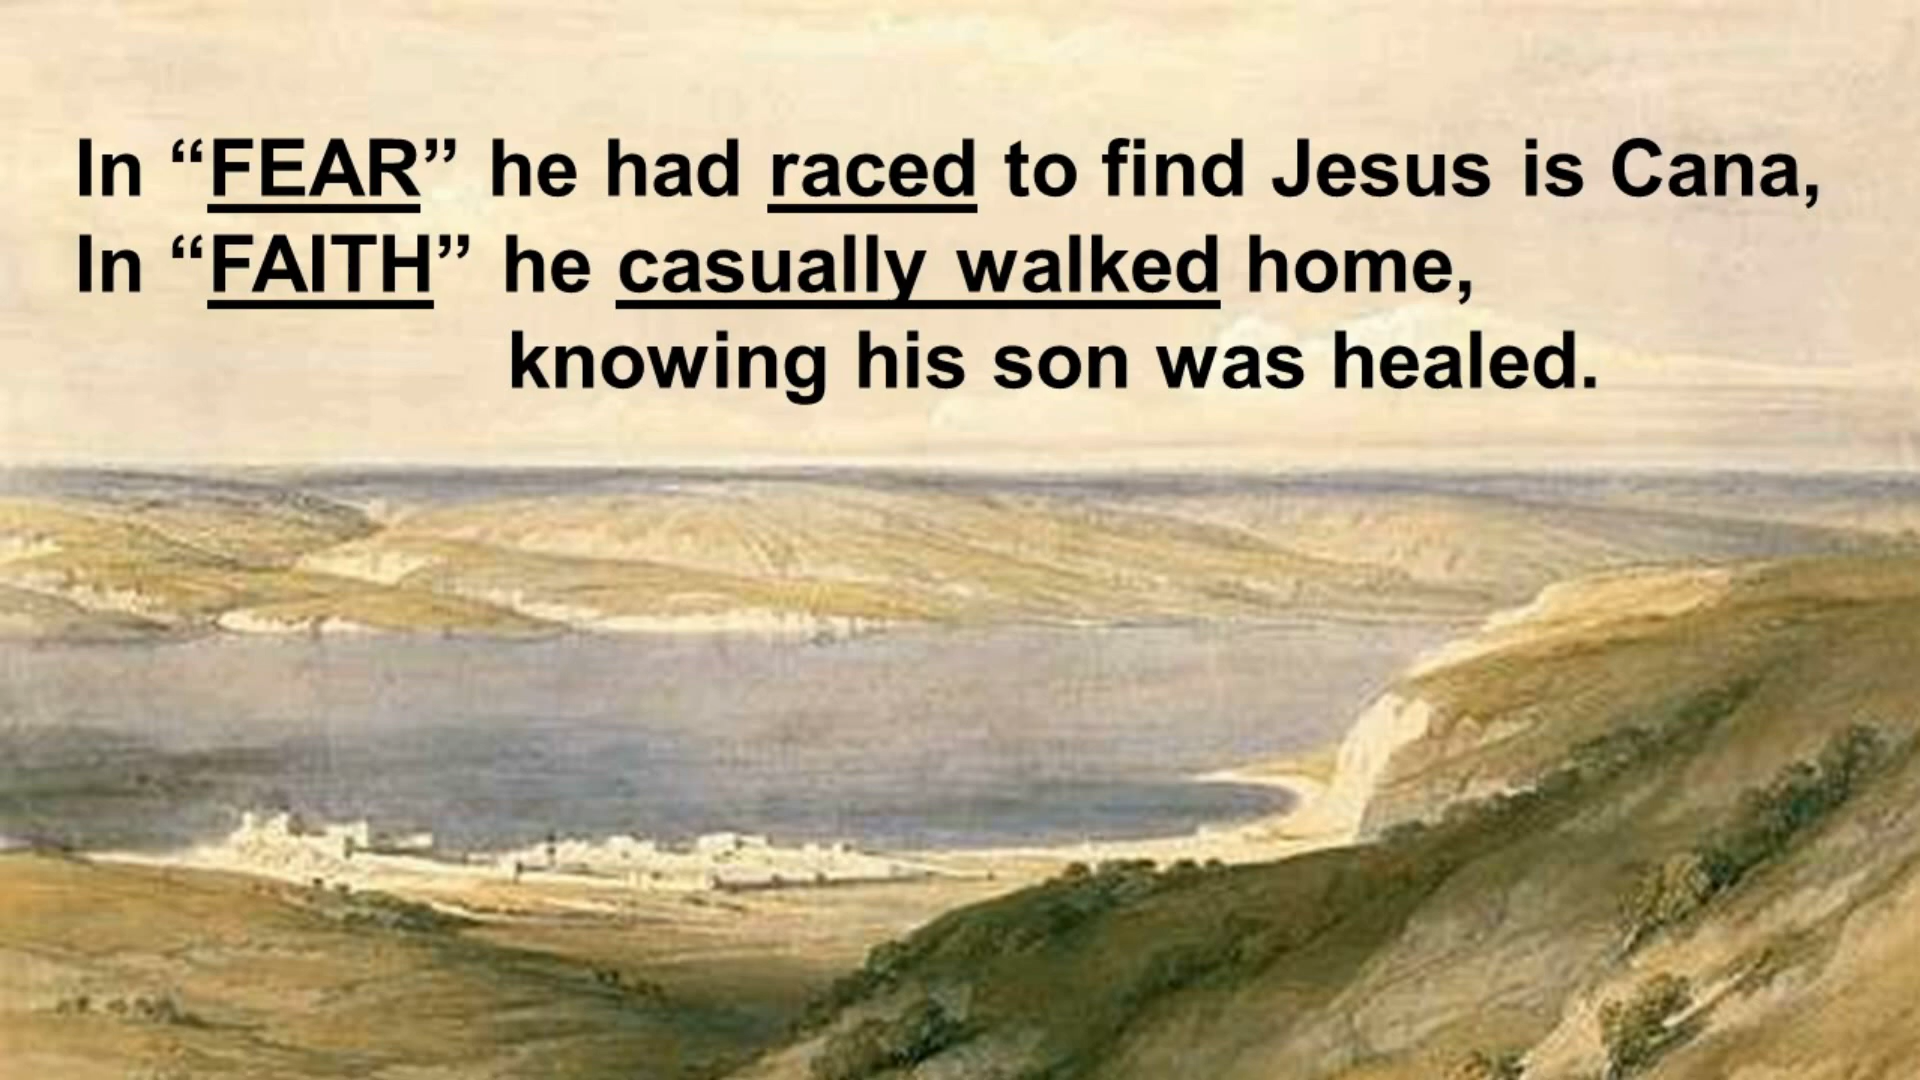 In “FEAR” he had raced to find Jesus is Cana,
In “FAITH” he casually walked home,
knowing his son was healed.